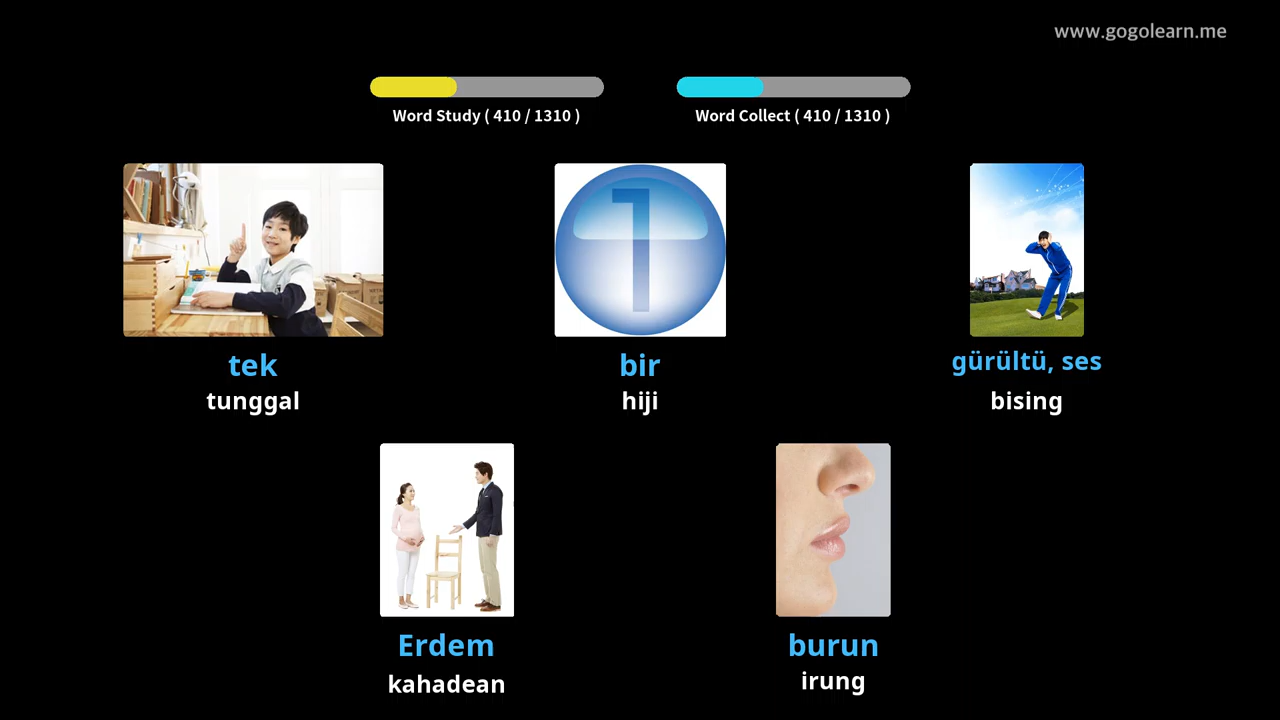 www.gogolearn.me
Word Study ( 410 / 1310 )
Word Collect ( 410 / 1310 )
1
tek
tunggal
bir
hiji
gürültü, ses
bising
Erdem
kahadean
burun
irung